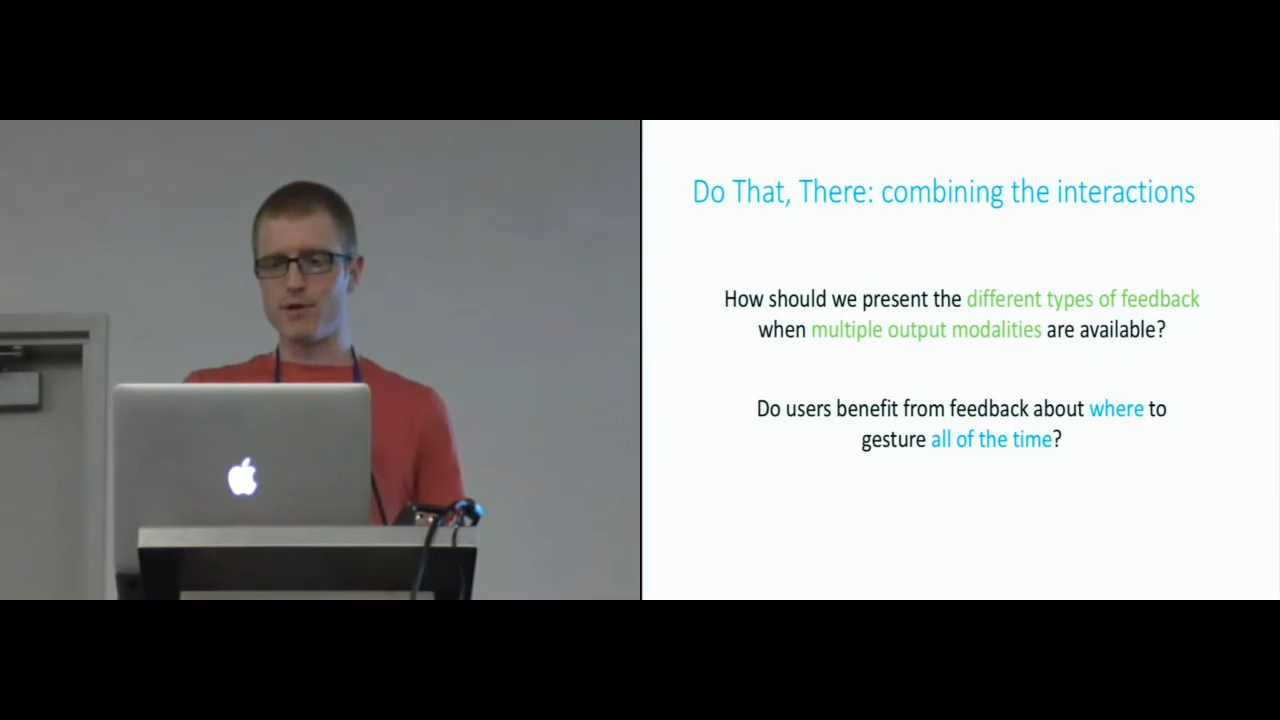 Do That, There: combining the interactions
How should we present the different types of feedback
when multiple output modalities are available?
Do users benefit from feedback about where to
gesture all of the time?